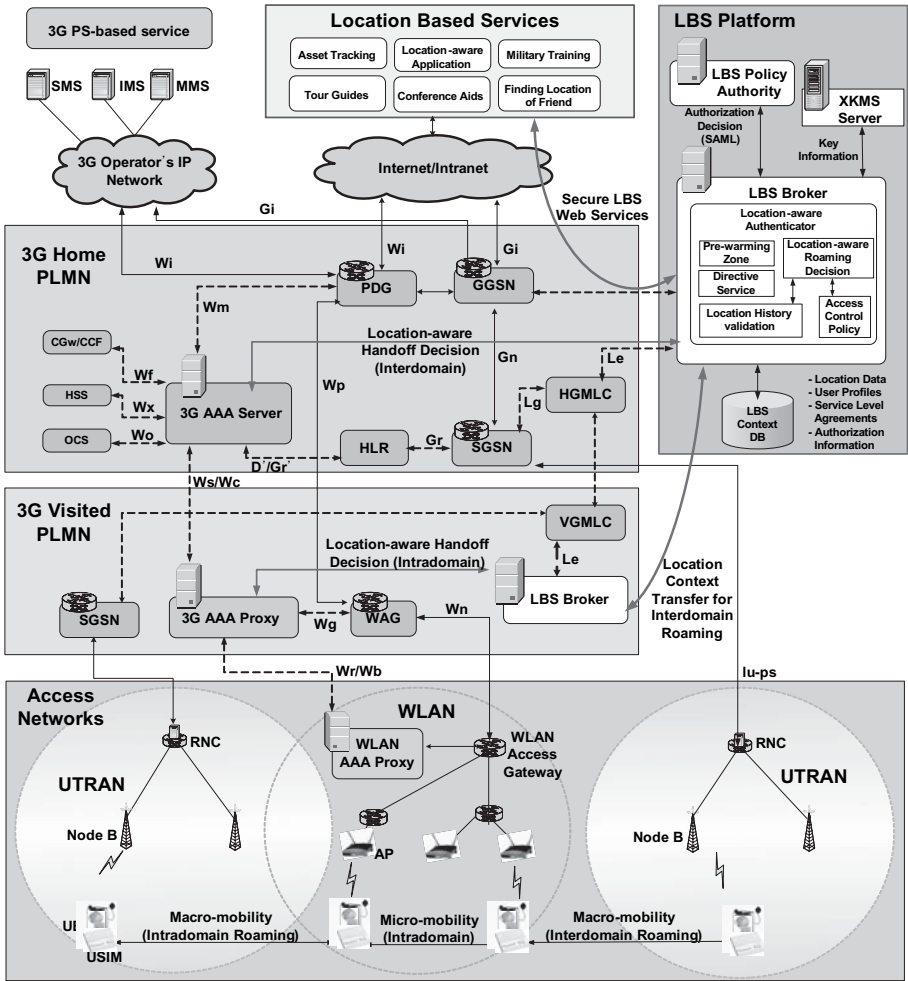 3G PS-based service
SMS
IMS
MMS
3G Operator's IP
Network
Location Based Services
Asset Tracking
Location-aware
Application
Military Training
Tour Guides
Conference Aids
Finding Location
of Friend
Internet/Intranet
Secure LBS
Web Services
LBS Platform
LBS Policy
Authority
XKMS
Server
Authorization
Decision
(SAML)
Key
Information
LBS Broker
Location-aware
Authenticator
Pre-warming
Zone
Location-aware
Roaming
Decision
Directive
Service
Location History
validation
Access
Control
Policy
LBS
Context
DB
- Location Data
- User Profiles
- Service Level
Agreements
- Authorization
Information
Gi
3G Home
PLMN
Wi
Wi
Gi
PDG
GGSN
Wm
Location-aware
Handoff Decision
(Interdomain)
Gn
Le
CGw/CCF
Wf
HSS
Wx
OCS
Wo
3G AAA Server
Wp
Lg
HGMLC
HLR
Gr
SGSN
D'/Gr'
Ws/Wc
3G Visited
PLMN
VGMLC
Location-aware Handoff
Decision (Intradomain)
Le
LBS Broker
SGSN
3G AAA Proxy
Wg
WAG
Wn
Location
Context
Transfer for
Interdomain
Roaming
Wr/Wb
Iu-ps
Access
Networks
WLAN
RNC
WLAN
AAA Proxy
WLAN
Access
Gateway
RNC
UTRAN
UTRAN
Node B
AP
Node B
USIM
Macro-mobility
(Intradomain Roaming)
Micro-mobility
(Intradomain)
Macro-mobility
(Interdomain Roaming)